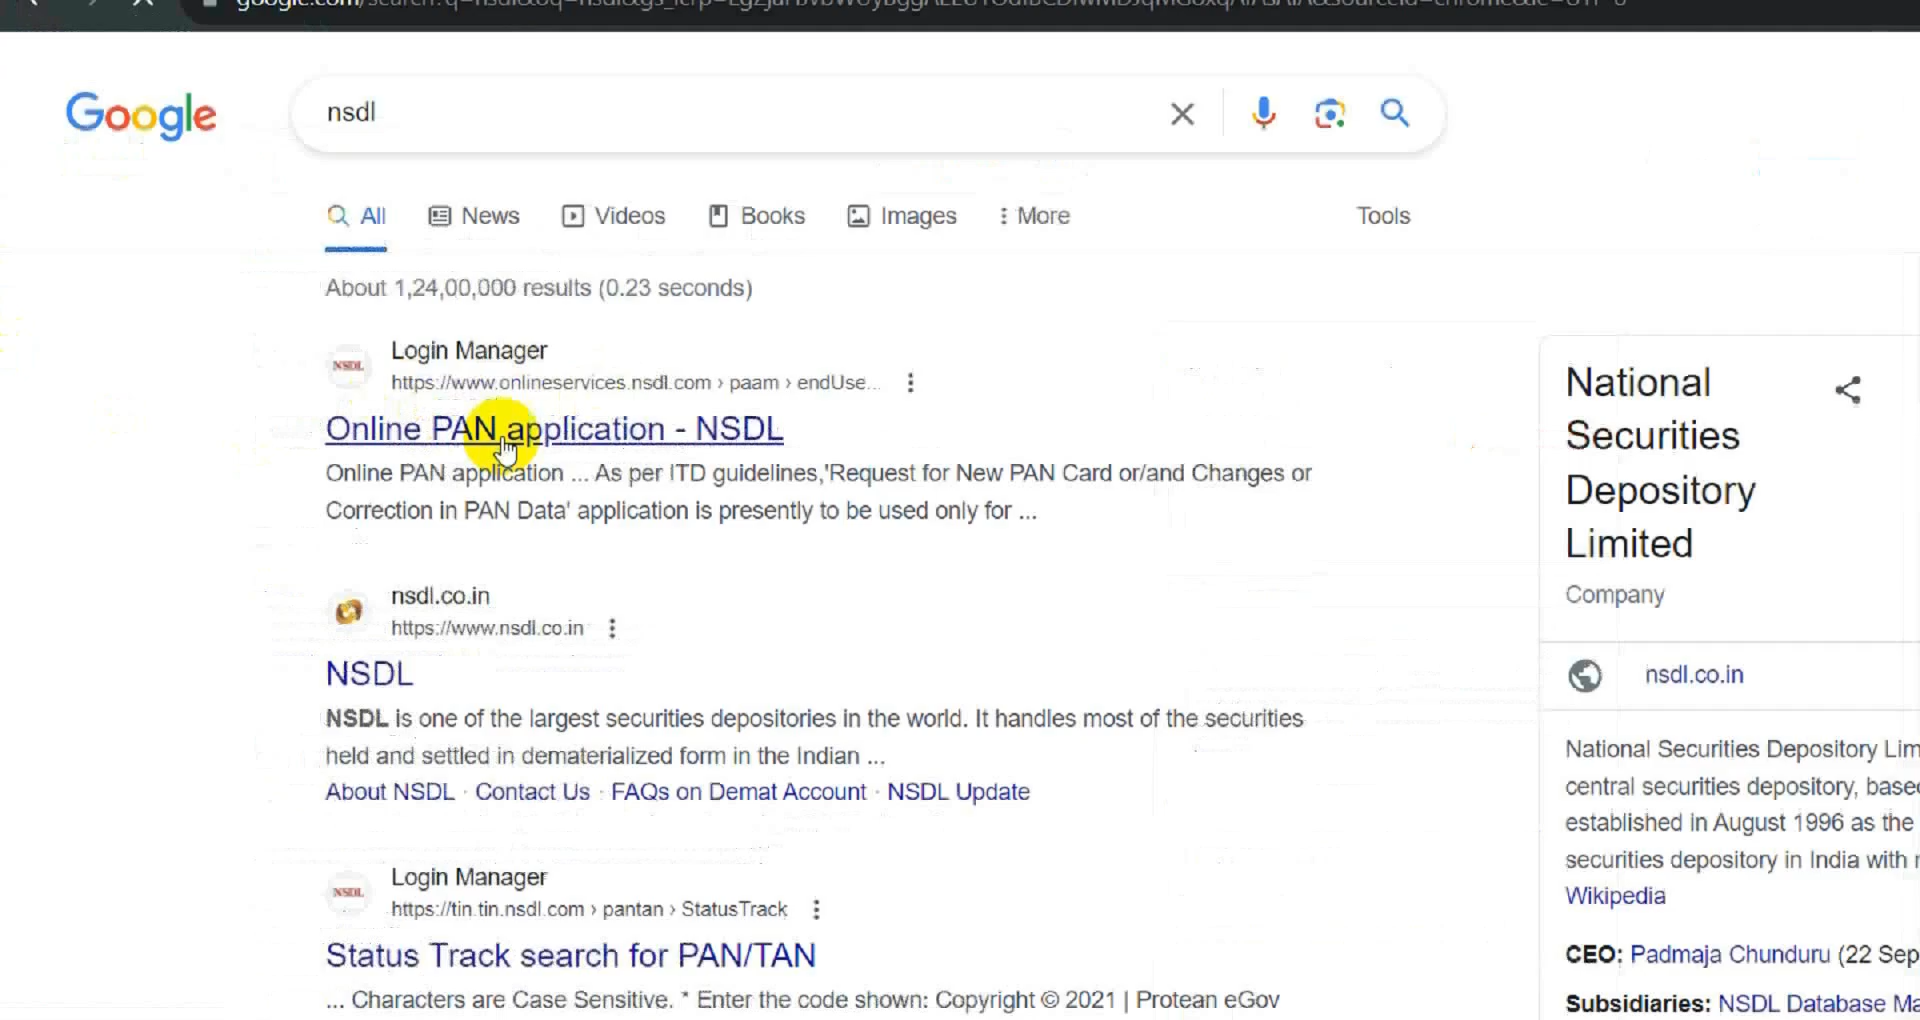 Google
nsdl
All News Videos Books Images More Tools
About 1,24,00,000 results (0.23 seconds)
NSDL
Login Manager
https://www.onlineservices.nsdl.com › paam › endUse...
Online PAN application - NSDL
Online PAN application ... As per ITD guidelines,'Request for New PAN Card or/and Changes or
Correction in PAN Data' application is presently to be used only for ...
nsdl.co.in
https://www.nsdl.co.in
NSDL
NSDL is one of the largest securities depositories in the world. It handles most of the securities
held and settled in dematerialized form in the Indian ...
About NSDL · Contact Us · FAQs on Demat Account · NSDL Update
NSDL
Login Manager
https://tin.tin.nsdl.com › pantan › StatusTrack
Status Track search for PAN/TAN
... Characters are Case Sensitive. * Enter the code shown: Copyright © 2021 | Protean eGov
National
Securities
Depository
Limited
Company
nsdl.co.in
National Securities Depository Lim
central securities depository, base
established in August 1996 as the
securities depository in India with
Wikipedia
CEO: Padmaja Chunduru (22 Sep
Subsidiaries: NSDL Database Ma